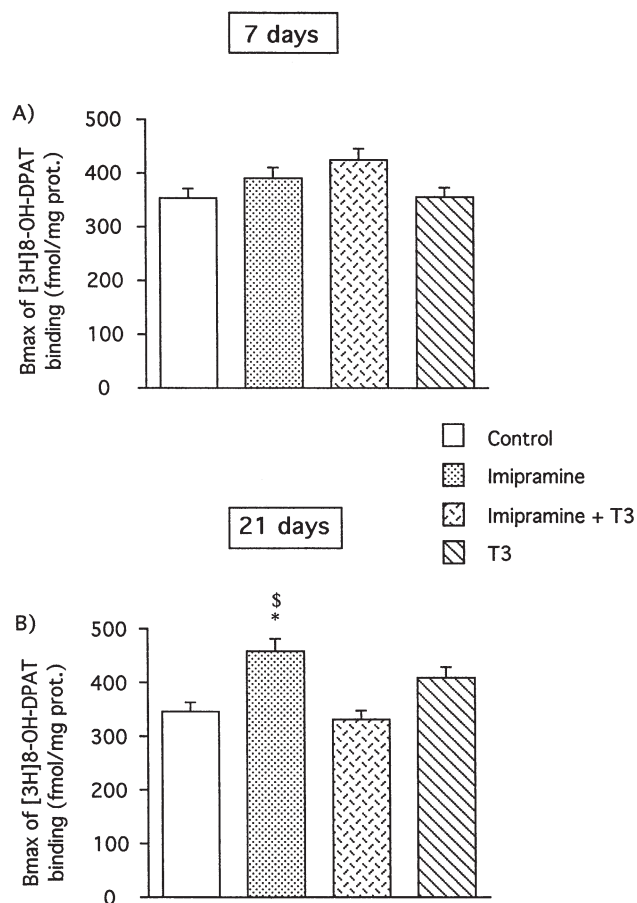 7 days
A)
Bmax of [3H]8-OH-DPAT
binding (fmol/mg prot.)
500
400
300
200
100
0
Control
Imipramine
Imipramine + T3
T3
21 days
$
*
B)
Bmax of [3H]8-OH-DPAT
binding (fmol/mg prot.)
500
400
300
200
100
0